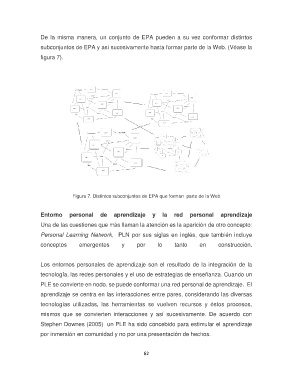 De la misma manera, un conjunto de EPA pueden a su vez conformar distintos
subconjuntos de EPA y así sucesivamente hasta formar parte de la Web. (Véase la
figura 7).
Figura 7. Distintos subconjuntos de EPA que forman parte de la Web
Entorno personal de aprendizaje y la red personal aprendizaje
Una de las cuestiones que más llaman la atención es la aparición de otro concepto:
Personal Learning Network, PLN por sus siglas en inglés, que también incluye
conceptos emergentes y por lo tanto en construcción.
Los entornos personales de aprendizaje son el resultado de la integración de la
tecnología, las redes personales y el uso de estrategias de enseñanza. Cuando un
PLE se convierte en nodo, se puede conformar una red personal de aprendizaje. El
aprendizaje se centra en las interacciones entre pares, considerando las diversas
tecnologías utilizadas, las herramientas se vuelven recursos y éstos procesos,
mismos que se convierten interacciones y así sucesivamente. De acuerdo con
Stephen Downes (2005) un PLE ha sido concebido para estimular el aprendizaje
por inmersión en comunidad y no por una presentación de hechos.
63